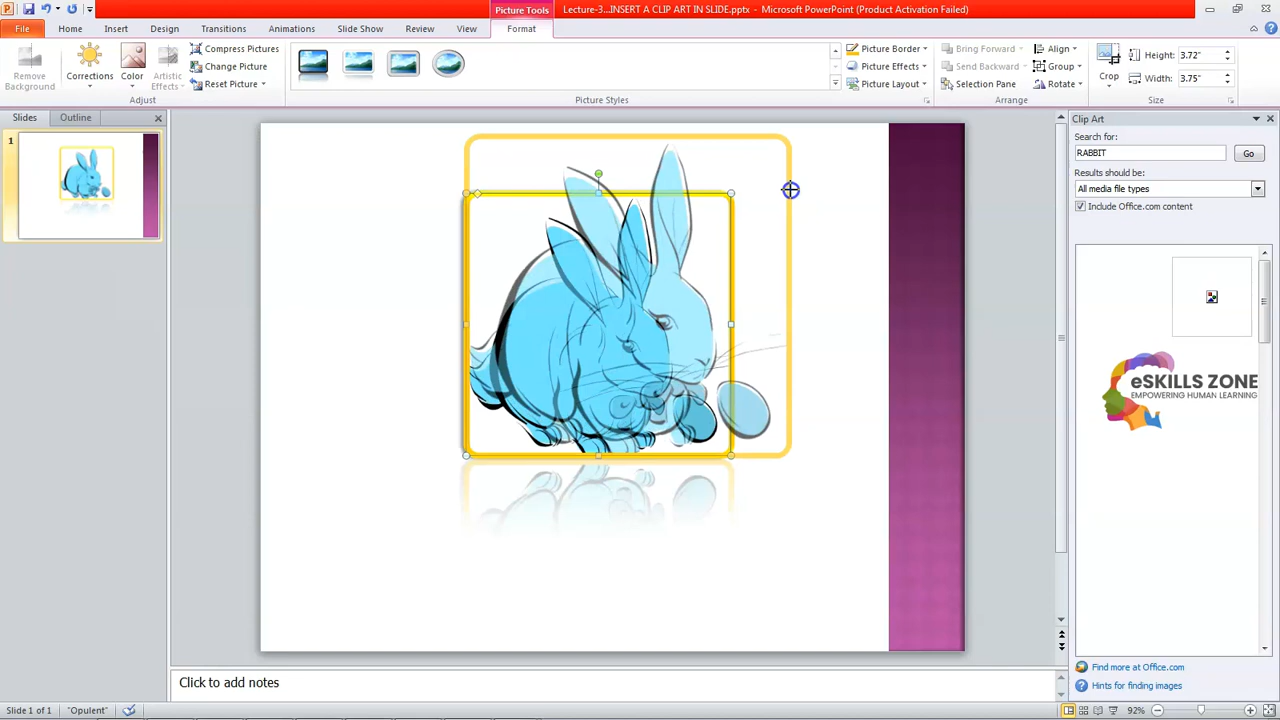 Picture Tools
Lecture-3...INSERT A CLIP ART IN SLIDE.pptx - Microsoft PowerPoint (Product Activation Failed)
File Home Insert Design Transitions Animations Slide Show Review View Format
Remove Background
Corrections
Color
Artistic Effects
Compress Pictures
Change Picture
Reset Picture
Adjust
Picture Styles
Picture Border
Picture Effects
Picture Layout
Bring Forward
Send Backward
Selection Pane
Align
Group
Rotate
Arrange
Crop
Height: 3.72"
Width: 3.75"
Size
Slides Outline
1
Clip Art
Search for:
RABBIT
Go
Results should be:
All media file types
Include Office.com content
eSKILLS ZONE
EMPOWERING HUMAN LEARNING
Find more at Office.com
Hints for finding images
Click to add notes
Slide 1 of 1 "Opulent" 92%